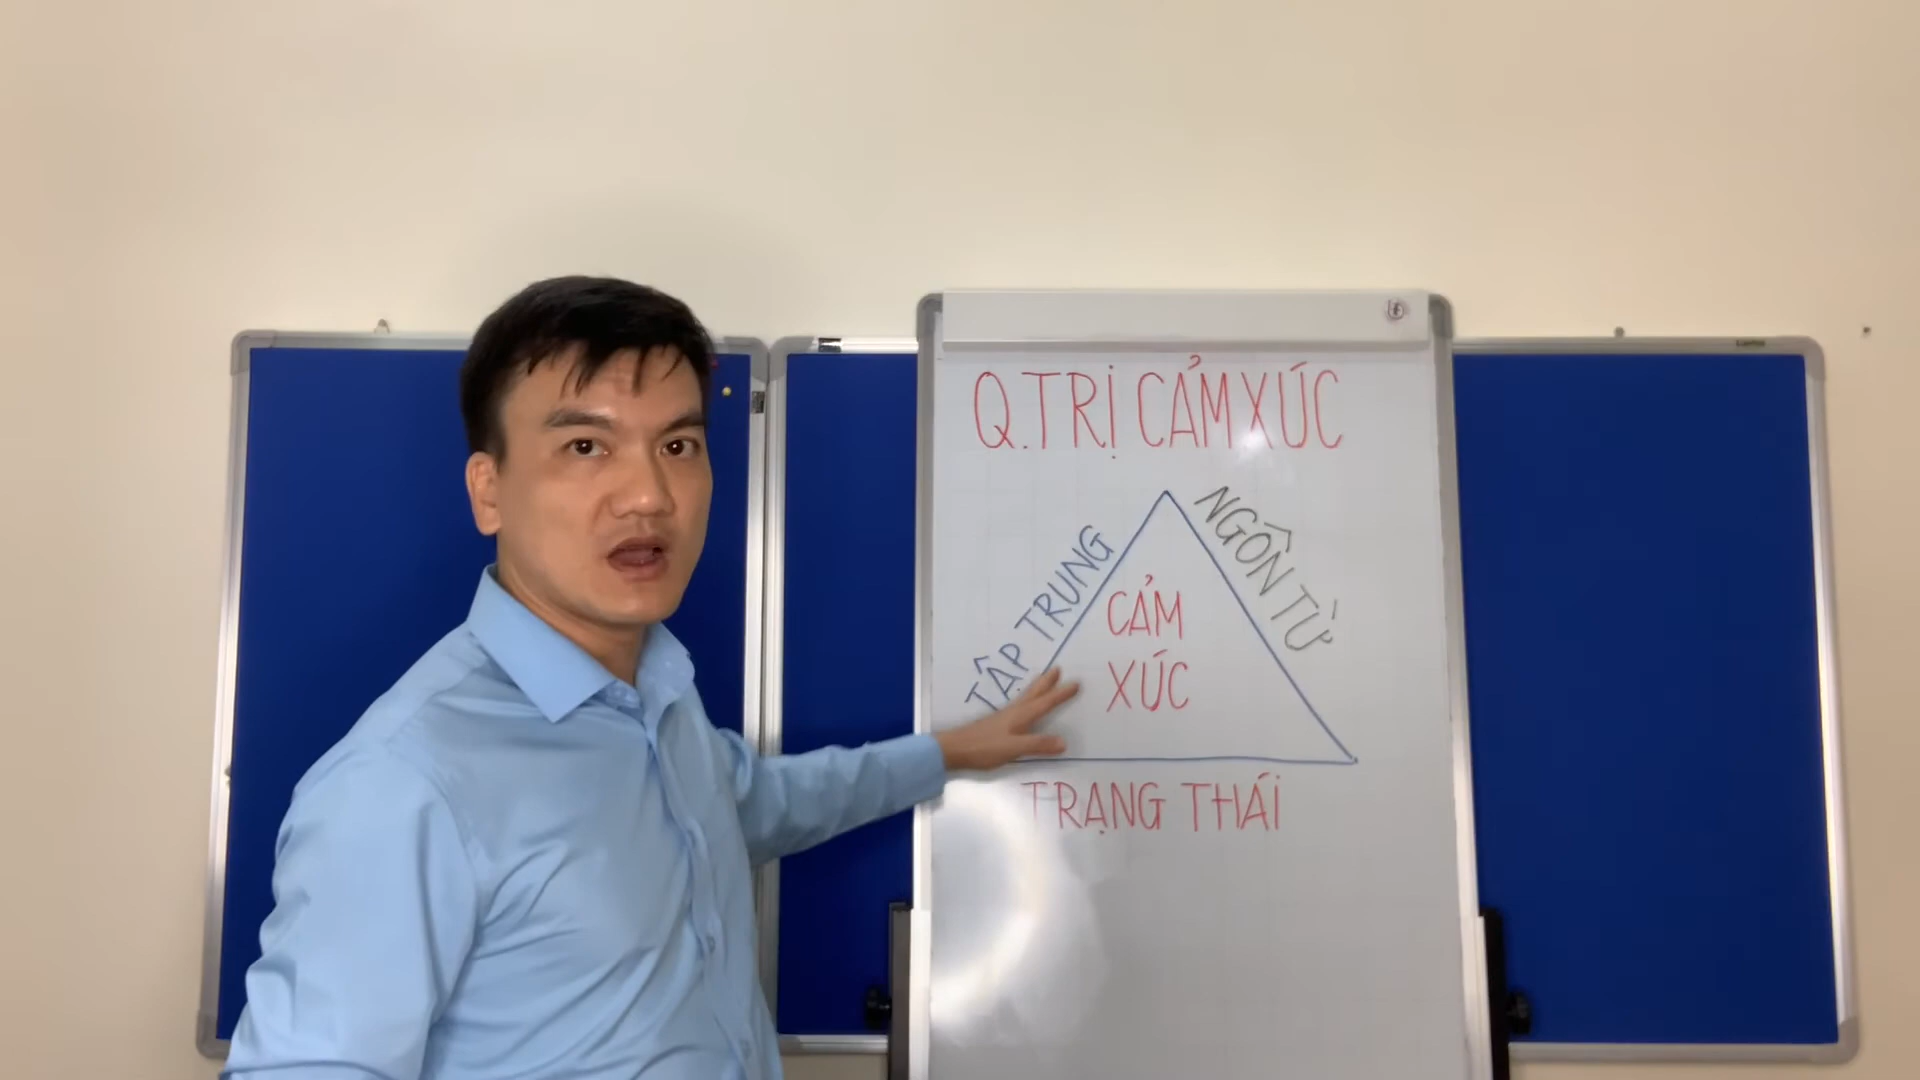 Q.TRỊ CẢM XÚC
TẬP TRUNG
NGÔN TỪ
CẢM
XÚC
TRẠNG THÁI